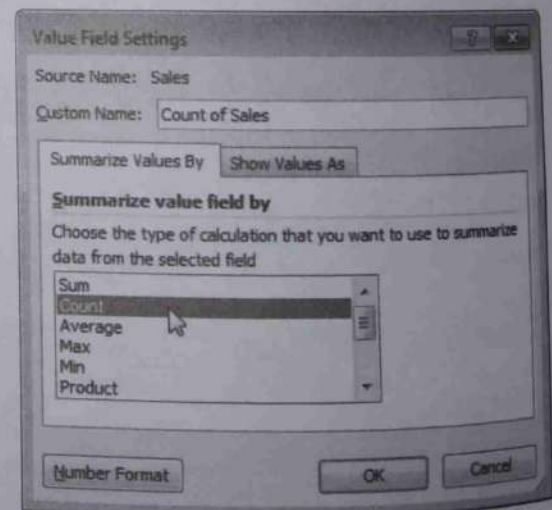 Value Field Settings
Source Name: Sales
Custom Name: Count of Sales
Summarize Values By Show Values As
Summarize value field by
Choose the type of calculation that you want to use to summarize
data from the selected field
Sum
Count
Average
Max
Min
Product
Number Format OK Cancel